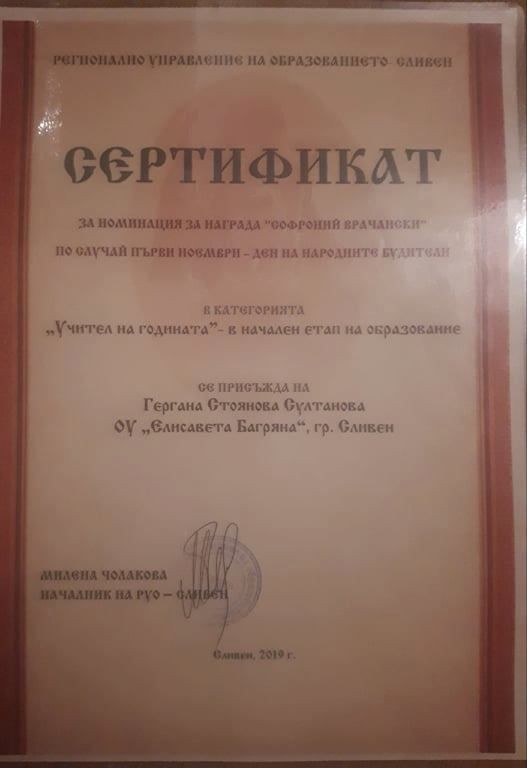 РЕГИОНАЛНО УПРАВЛЕНИЕ НА ОБРАЗОВАНИЕТО- СЛИВЕН
СЕРТИФИКАТ
ЗА НОМИНАЦИЯ ЗА НАГРАДА "СОФРОНИЙ ВРАЧАНСКИ"
ПО СЛУЧАЙ ПЪРВИ НОЕМВРИ – ДЕН НА НАРОДНИТЕ БУДИТЕЛИ
В КАТЕГОРИЯТА
„Учител на годината”- в начален етап на образование
СЕ ПРИСЪЖДА НА
Гергана Стоянова Султанова
ОУ „Елисавета Багряна“, гр. Сливен
МИЛЕНА ЧОЛАКОВА
НАЧАЛНИК НА РУО – СЛИВЕН
Сливен, 2019 г.